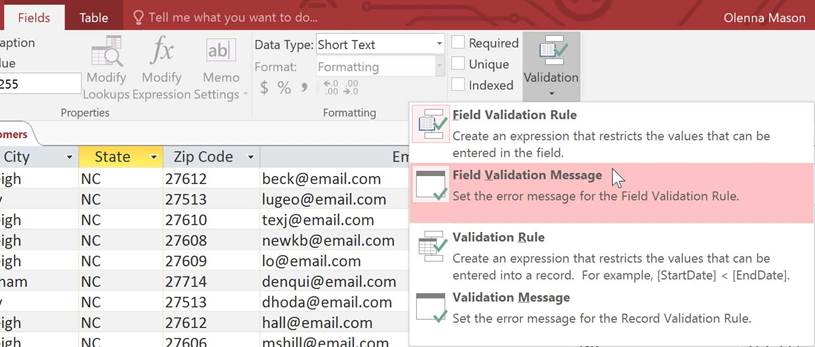 Fields Table Tell me what you want to do... Olenna Mason
aption
lue
255
Modify Lookups
Modify Expression
Memo Settings
Properties
Data Type: Short Text
Format: Formatting
$ % ,
Formatting
Required
Unique
Indexed
Validation
Field Validation Rule
Create an expression that restricts the values that can be
entered in the field.
Field Validation Message
Set the error message for the Field Validation Rule.
Validation Rule
Create an expression that restricts the values that can be
entered into a record. For example, [StartDate] < [EndDate].
Validation Message
Set the error message for the Record Validation Rule.
omers
City State Zip Code Em
eigh NC 27612 beck@email.com
y NC 27513 lugeo@email.com
eigh NC 27610 texj@email.com
eigh NC 27608 newkb@email.com
eigh NC 27609 lo@email.com
ham NC 27714 denqui@email.com
y NC 27513 dhoda@email.com
eigh NC 27612 hall@email.com
eigh NC 27606 mshill@email.com